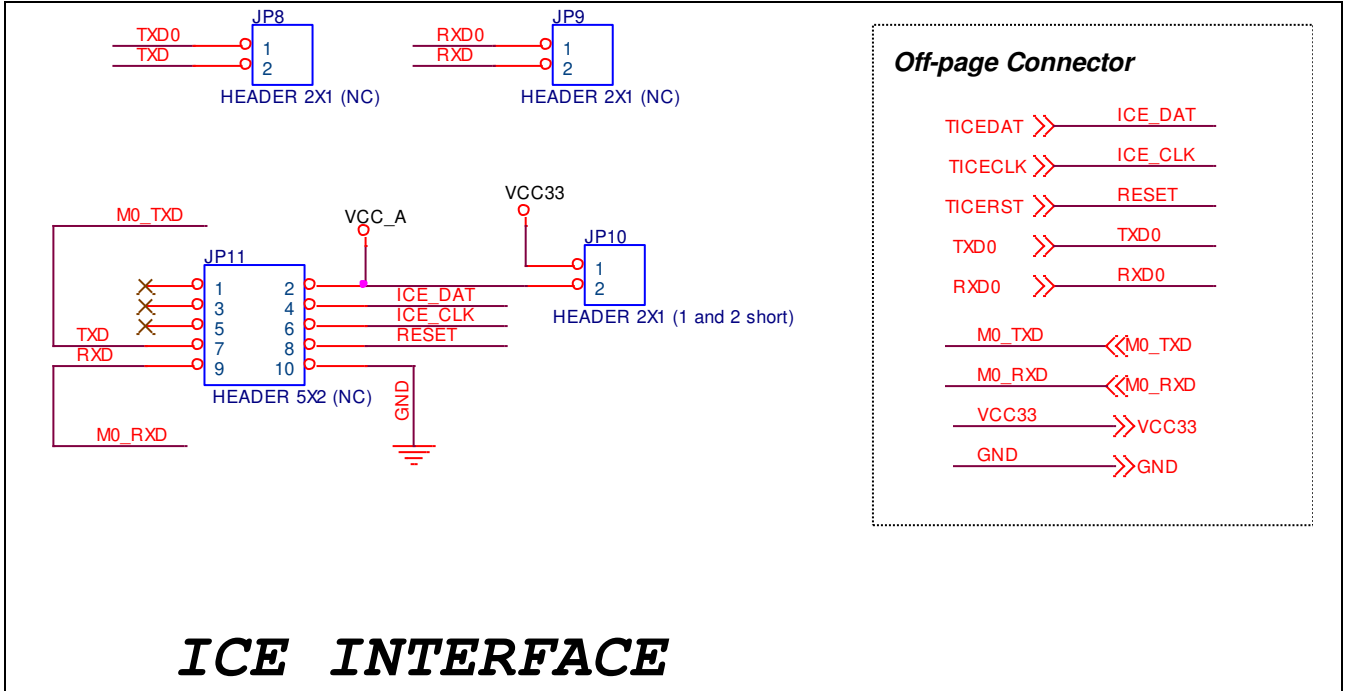 JP8
TXD0
TXD
1
2
HEADER 2X1 (NC)
JP9
RXD0
RXD
1
2
HEADER 2X1 (NC)
M0_TXD
VCC_A
VCC33
JP11
1
3
5
7
9
2
4
6
8
10
TXD
RXD
ICE_DAT
ICE_CLK
RESET
HEADER 5X2 (NC)
GND
M0_RXD
JP10
1
2
HEADER 2X1 (1 and 2 short)
Off-page Connector
TICEDAT ICE_DAT
TICECLK ICE_CLK
TICERST RESET
TXD0 TXD0
RXD0 RXD0
M0_TXD M0_TXD
M0_RXD M0_RXD
VCC33 VCC33
GND GND
ICE INTERFACE